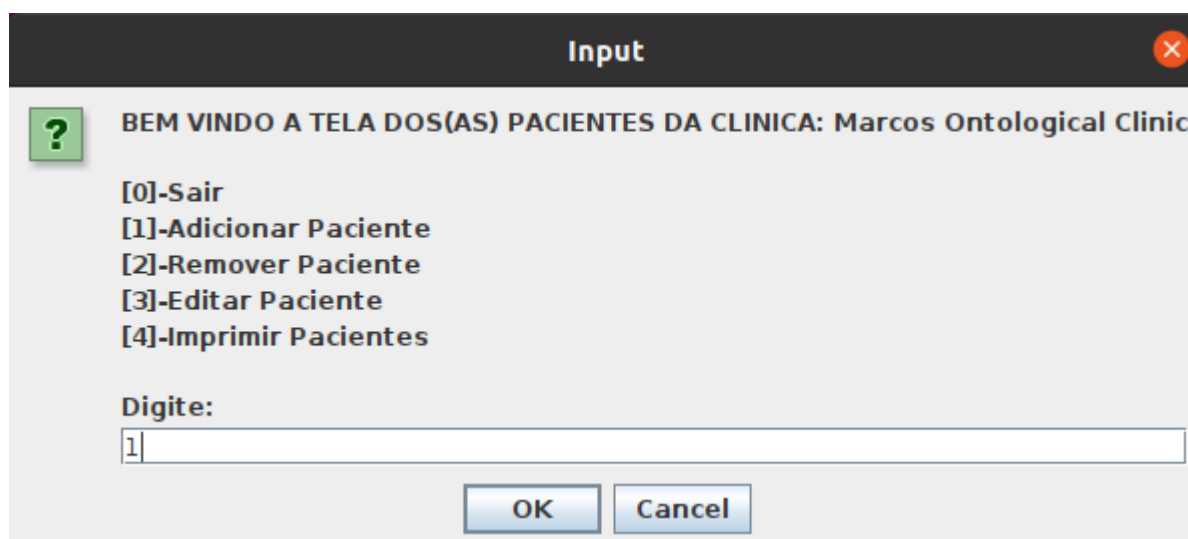 Input
BEM VINDO A TELA DOS(AS) PACIENTES DA CLINICA: Marcos Ontological Clinic
[0]-Sair
[1]-Adicionar Paciente
[2]-Remover Paciente
[3]-Editar Paciente
[4]-Imprimir Pacientes
Digite:
1
OK Cancel